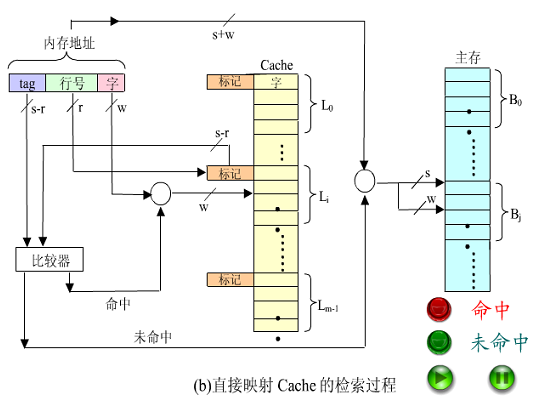 s+w
内存地址
Cache
主存
tag 行号 字
标记 字
L0
B0
s-r r w
s-r
标记
Li
w
s
w
Bj
比较器
命中
标记
Lm-1
未命中
命中
未命中
(b)直接映射 Cache 的检索过程